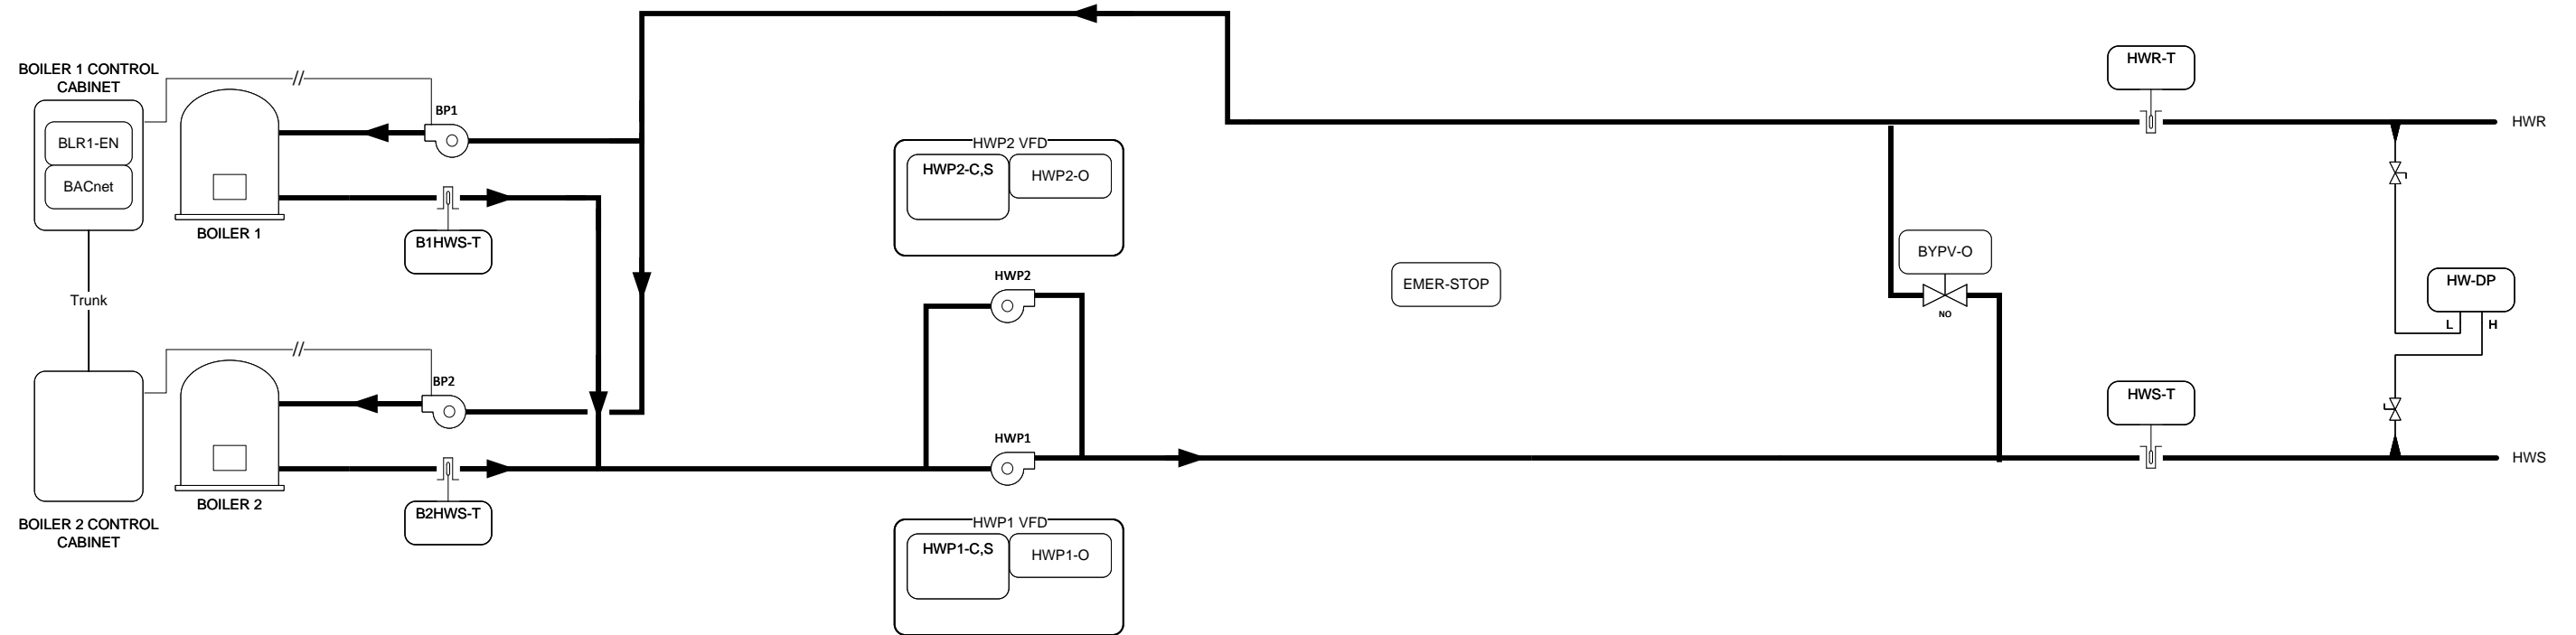 HWR-T
BOILER 1 CONTROL
CABINET
BP1
HWR
BLR1-EN
HWP2 VFD
HWP2-C,S
HWP2-O
BACnet
BOILER 1
B1HWS-T
BYPV-O
HWP2
EMER-STOP
HW-DP
Trunk
NO
L
H
BP2
HWS-T
HWP1
HWS
BOILER 2
B2HWS-T
BOILER 2 CONTROL
CABINET
HWP1 VFD
HWP1-C,S
HWP1-O